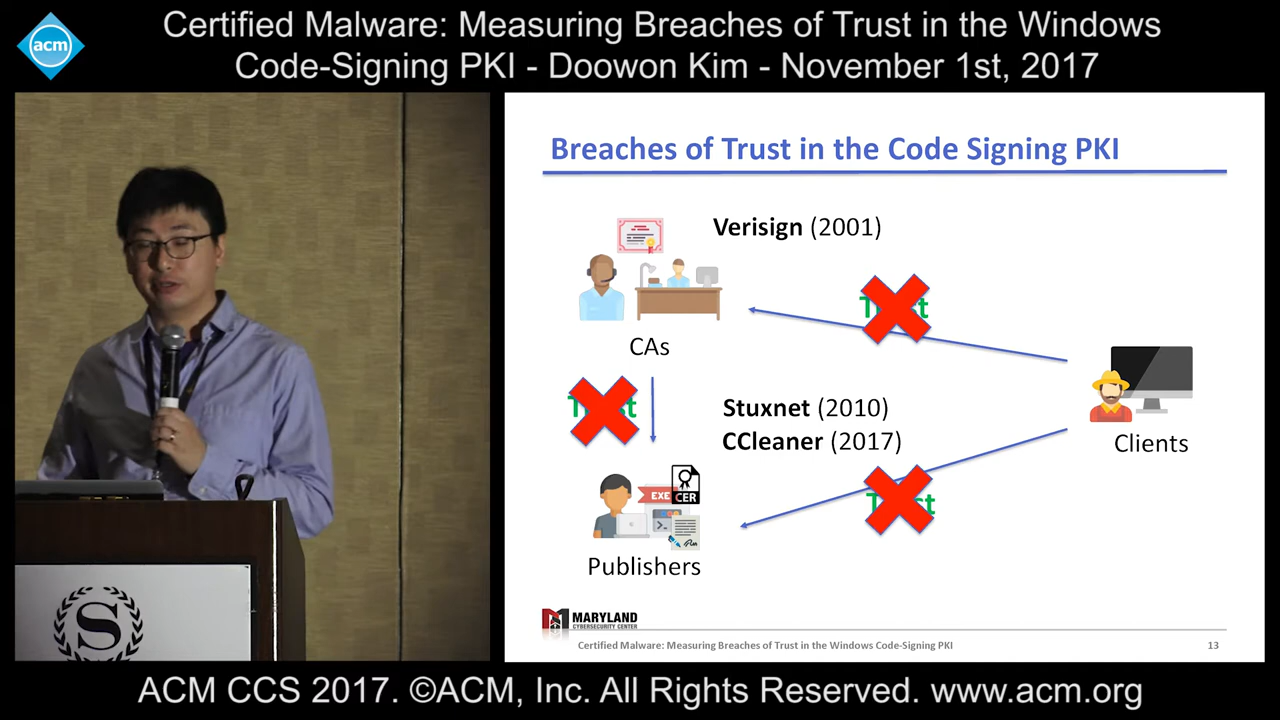 Certified Malware: Measuring Breaches of Trust in the Windows
Code-Signing PKI - Doowon Kim - November 1st, 2017
acm
Breaches of Trust in the Code Signing PKI
Verisign (2001)
CAs
Stuxnet (2010)
CCleaner (2017)
Clients
EXE
CER
Publishers
MARYLAND
CYBERSECURITY CENTER
Certified Malware: Measuring Breaches of Trust in the Windows Code-Signing PKI
13
S
ACM CCS 2017. ©ACM, Inc. All Rights Reserved. www.acm.org